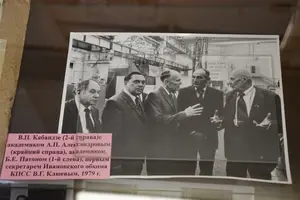 В.П. Кабаидзе (2-й справа) с
академиком А.П. Александровым
(крайний справа), академиком
Б.Е. Патоном (1-й слева), первым
секретарем Ивановского обкома
КПСС В.Г. Клюевым, 1979 г.